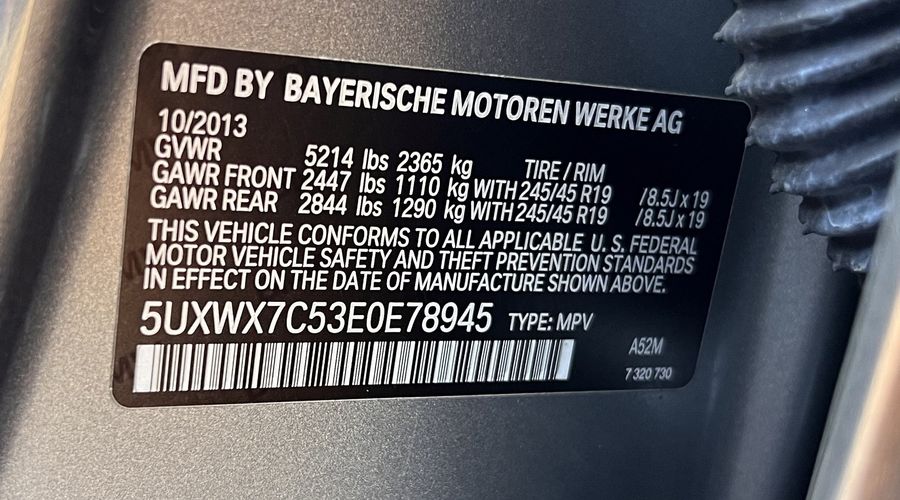 MFD BY BAYERISCHE MOTOREN WERKE AG
10/2013
GVWR 5214 lbs 2365 kg TIRE / RIM
GAWR FRONT 2447 lbs 1110 kg WITH 245/45 R19 /8.5J x 19
GAWR REAR 2844 lbs 1290 kg WITH 245/45 R19 /8.5J x 19
THIS VEHICLE CONFORMS TO ALL APPLICABLE U. S. FEDERAL
MOTOR VEHICLE SAFETY AND THEFT PREVENTION STANDARDS
IN EFFECT ON THE DATE OF MANUFACTURE SHOWN ABOVE.
5UXWX7C53E0E78945 TYPE: MPV
A52M
7 320 730